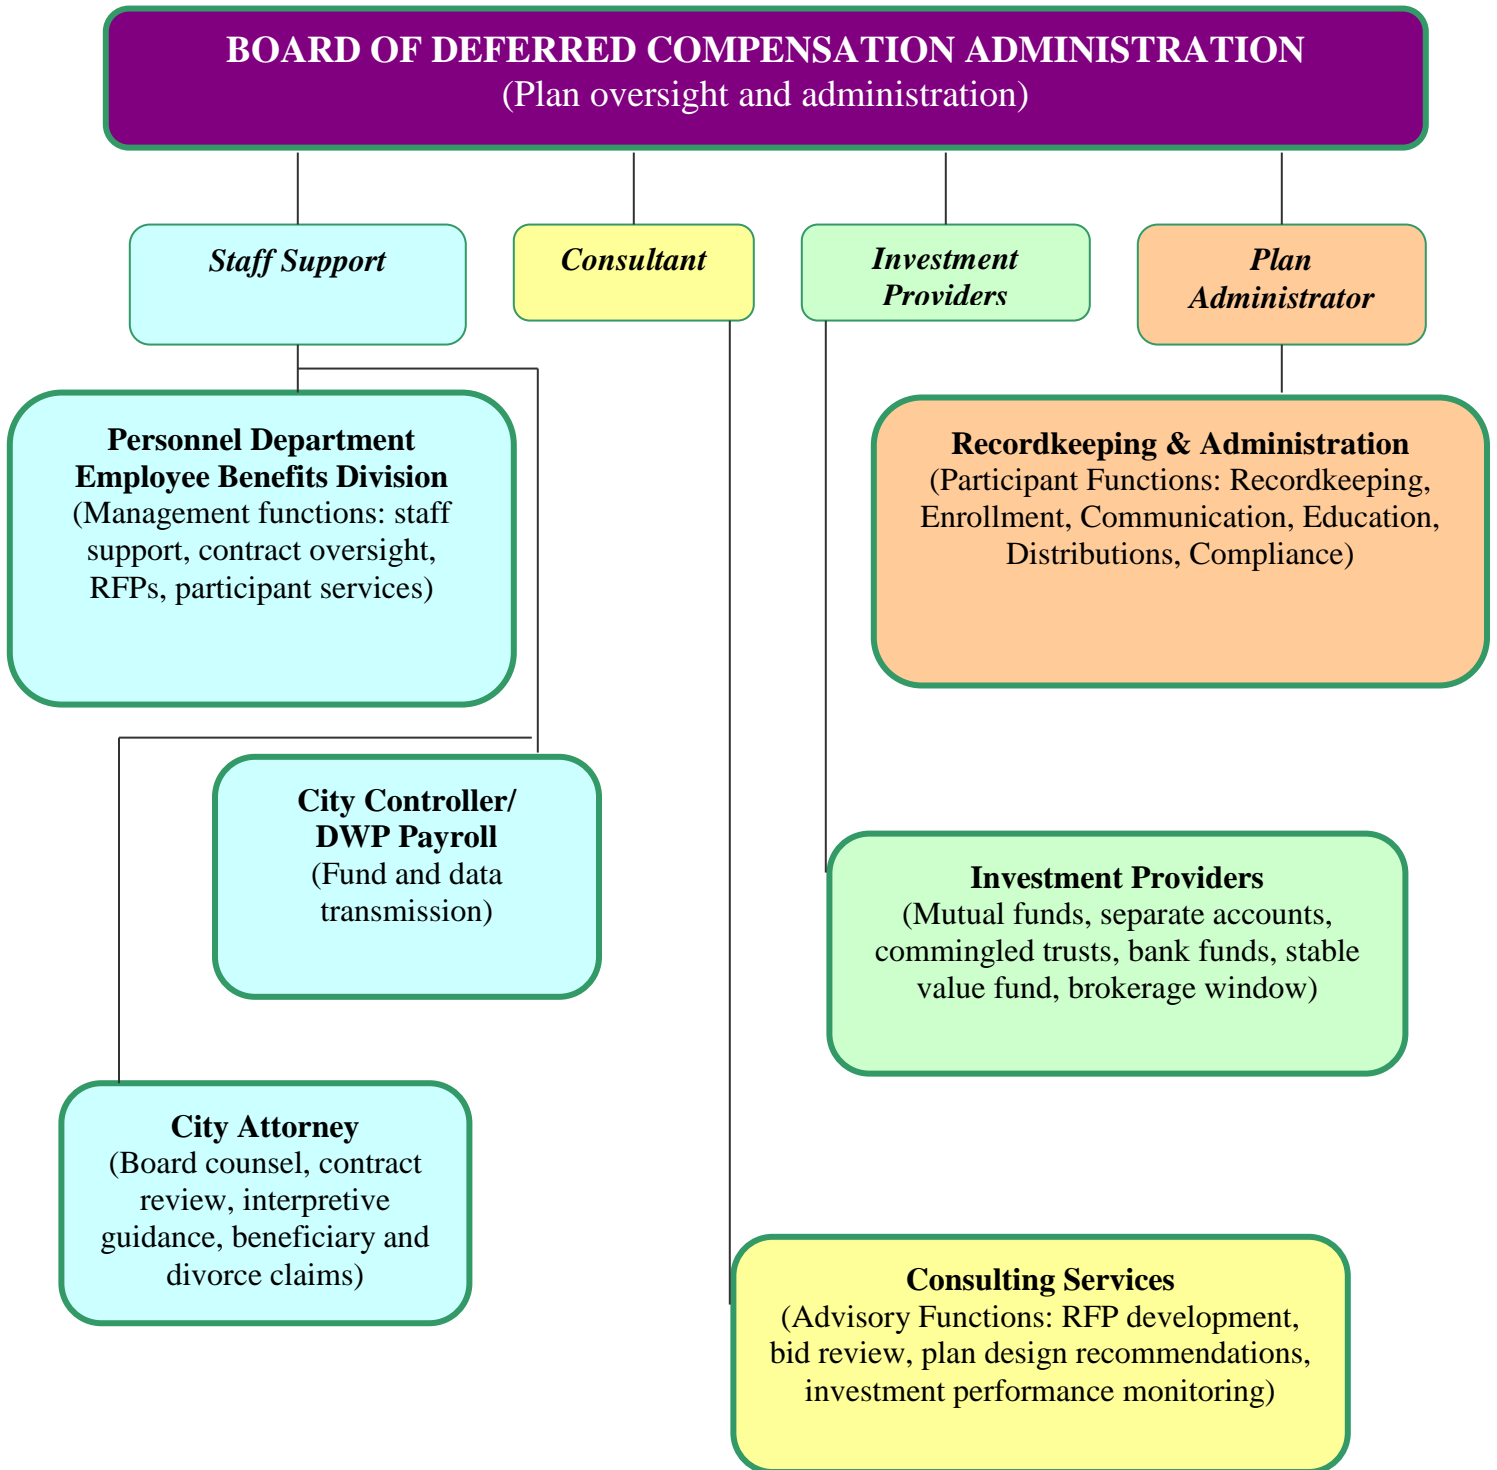 BOARD OF DEFERRED COMPENSATION ADMINISTRATION
(Plan oversight and administration)
Staff Support
Consultant
Investment
Providers
Plan
Administrator
Personnel Department
Employee Benefits Division
(Management functions: staff
support, contract oversight,
RFPs, participant services)
Recordkeeping & Administration
(Participant Functions: Recordkeeping,
Enrollment, Communication, Education,
Distributions, Compliance)
City Controller/
DWP Payroll
(Fund and data
transmission)
Investment Providers
(Mutual funds, separate accounts,
commingled trusts, bank funds, stable
value fund, brokerage window)
City Attorney
(Board counsel, contract
review, interpretive
guidance, beneficiary and
divorce claims)
Consulting Services
(Advisory Functions: RFP development,
bid review, plan design recommendations,
investment performance monitoring)